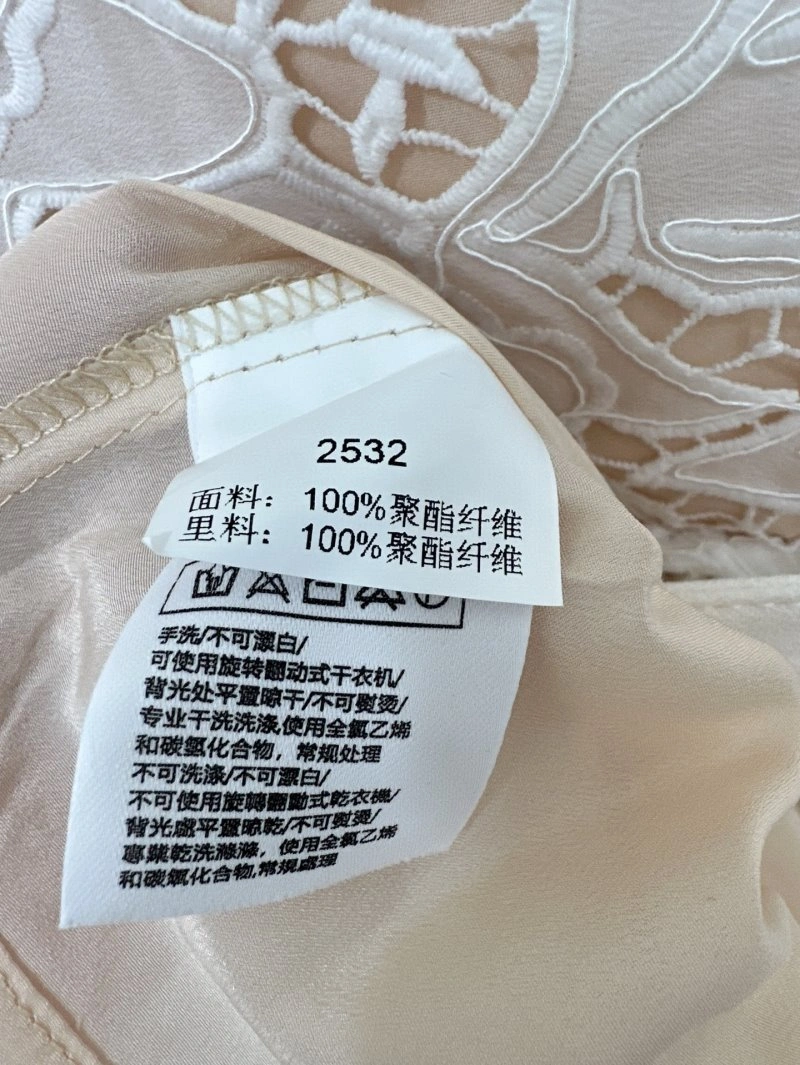 2532
面料：100%聚酯纤维
里料：100%聚酯纤维
手洗/不可漂白/
可使用旋转翻动式干衣机/
背光处平置晾干/不可熨烫/
专业干洗洗涤,使用全氯乙烯
和碳氢化合物，常规处理
不可洗涤/不可漂白/
不可使用旋轉翻動式乾衣機/
背光處平置晾乾/不可熨燙/
專業乾洗滌滌，使用全氯乙烯
和碳氫化合物,常規處理